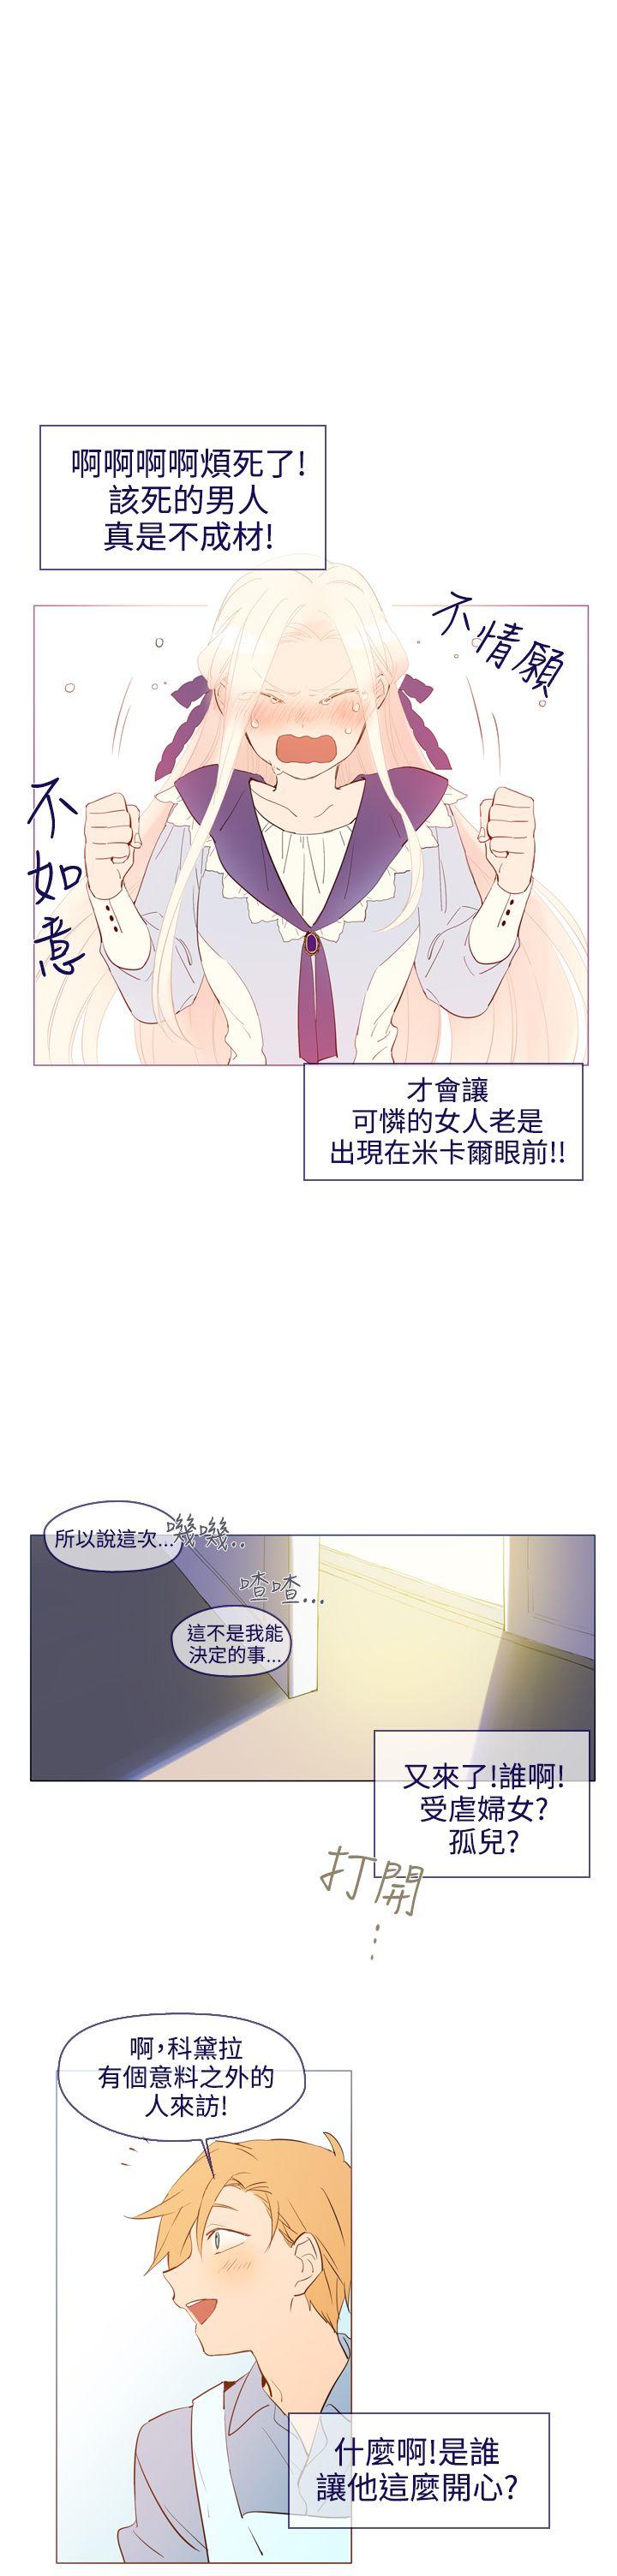 啊啊啊啊煩死了!
該死的男人
真是不成材!
不情願
不如意
才會讓
可憐的女人老是
出現在米卡爾眼前!!
所以說這次...
嘰嘰..
喳喳...
這不是我能
決定的事...
又來了!誰啊!
受虐婦女?
孤兒?
打開...
啊,科黛拉
有個意料之外的
人來訪!
什麼啊!是誰
讓他這麼開心?